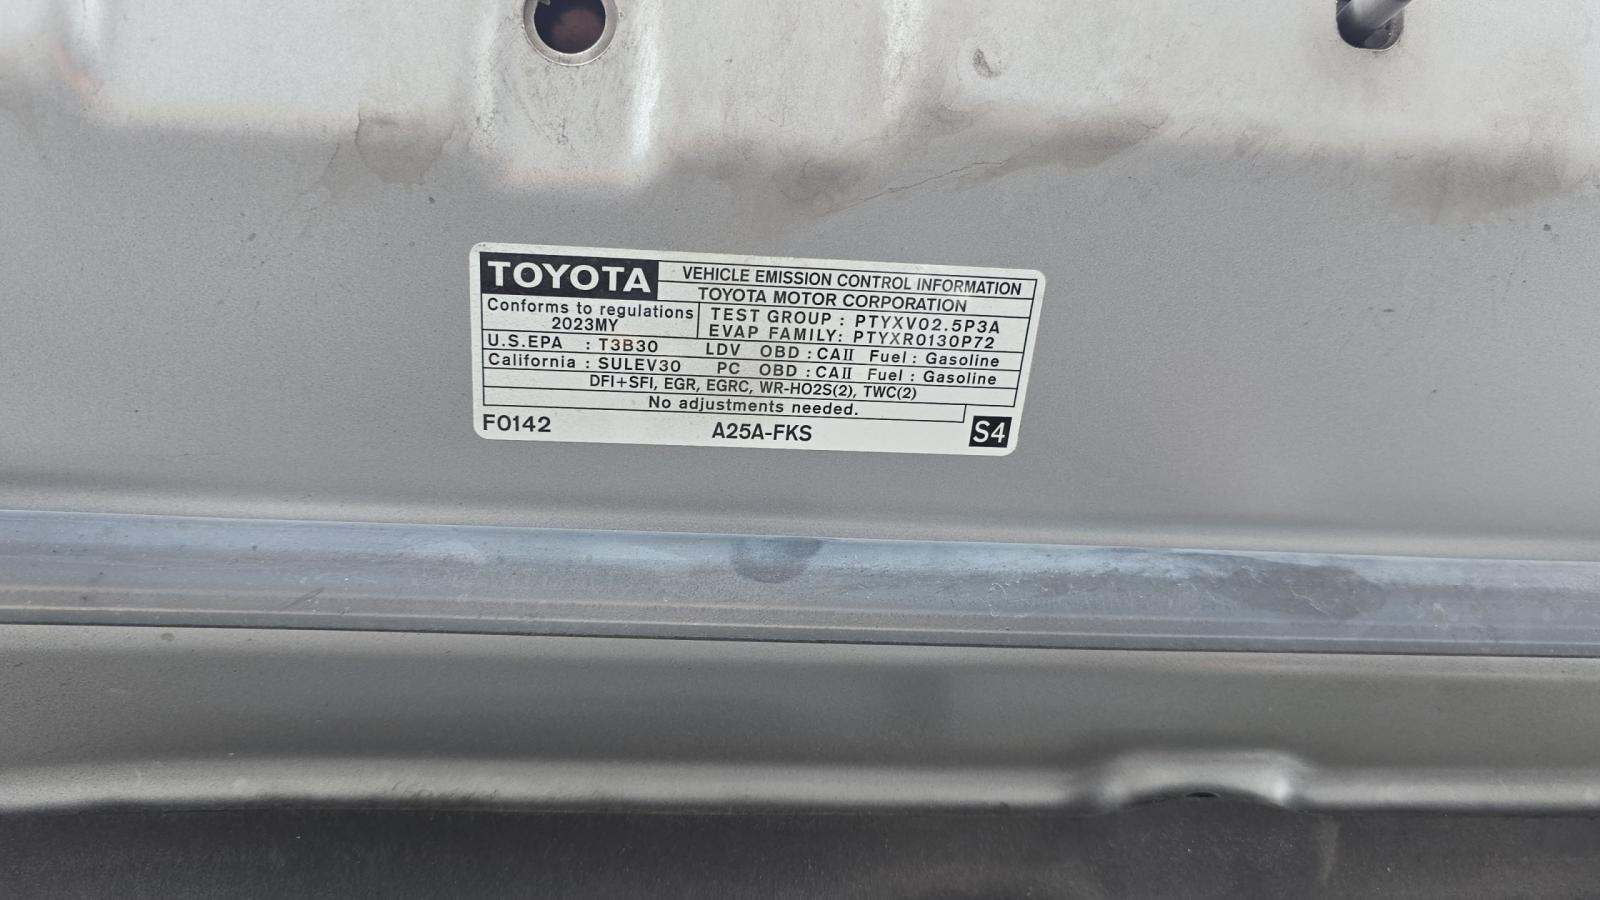 TOYOTA VEHICLE EMISSION CONTROL INFORMATION
TOYOTA MOTOR CORPORATION
Conforms to regulations
2023MY
TEST GROUP : PTYXV02.5P3A
EVAP FAMILY: PTYXR0130P72
U.S.EPA : T3B30 LDV OBD : CAII Fuel : Gasoline
California : SULEV30 PC OBD : CAII Fuel : Gasoline
DFI+SFI, EGR, EGRC, WR-HO2S(2), TWC(2)
No adjustments needed.
F0142 A25A-FKS S4